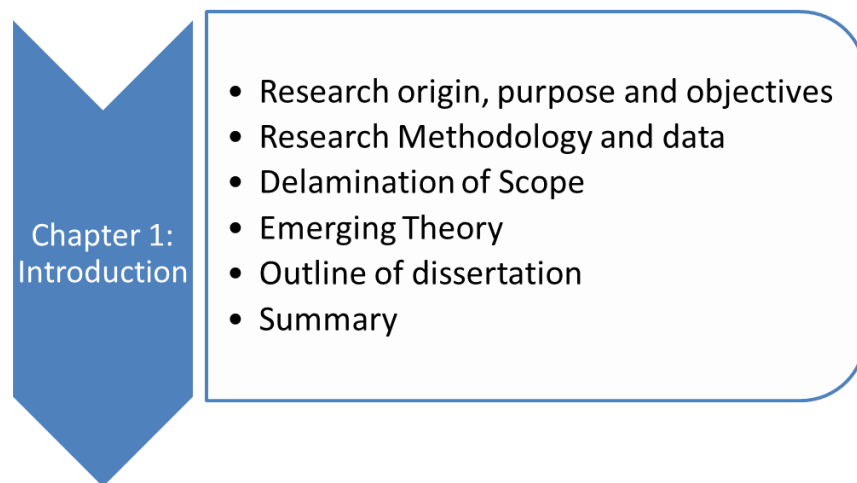 Chapter 1:
Introduction
• Research origin, purpose and objectives
• Research Methodology and data
• Delamination of Scope
• Emerging Theory
• Outline of dissertation
• Summary